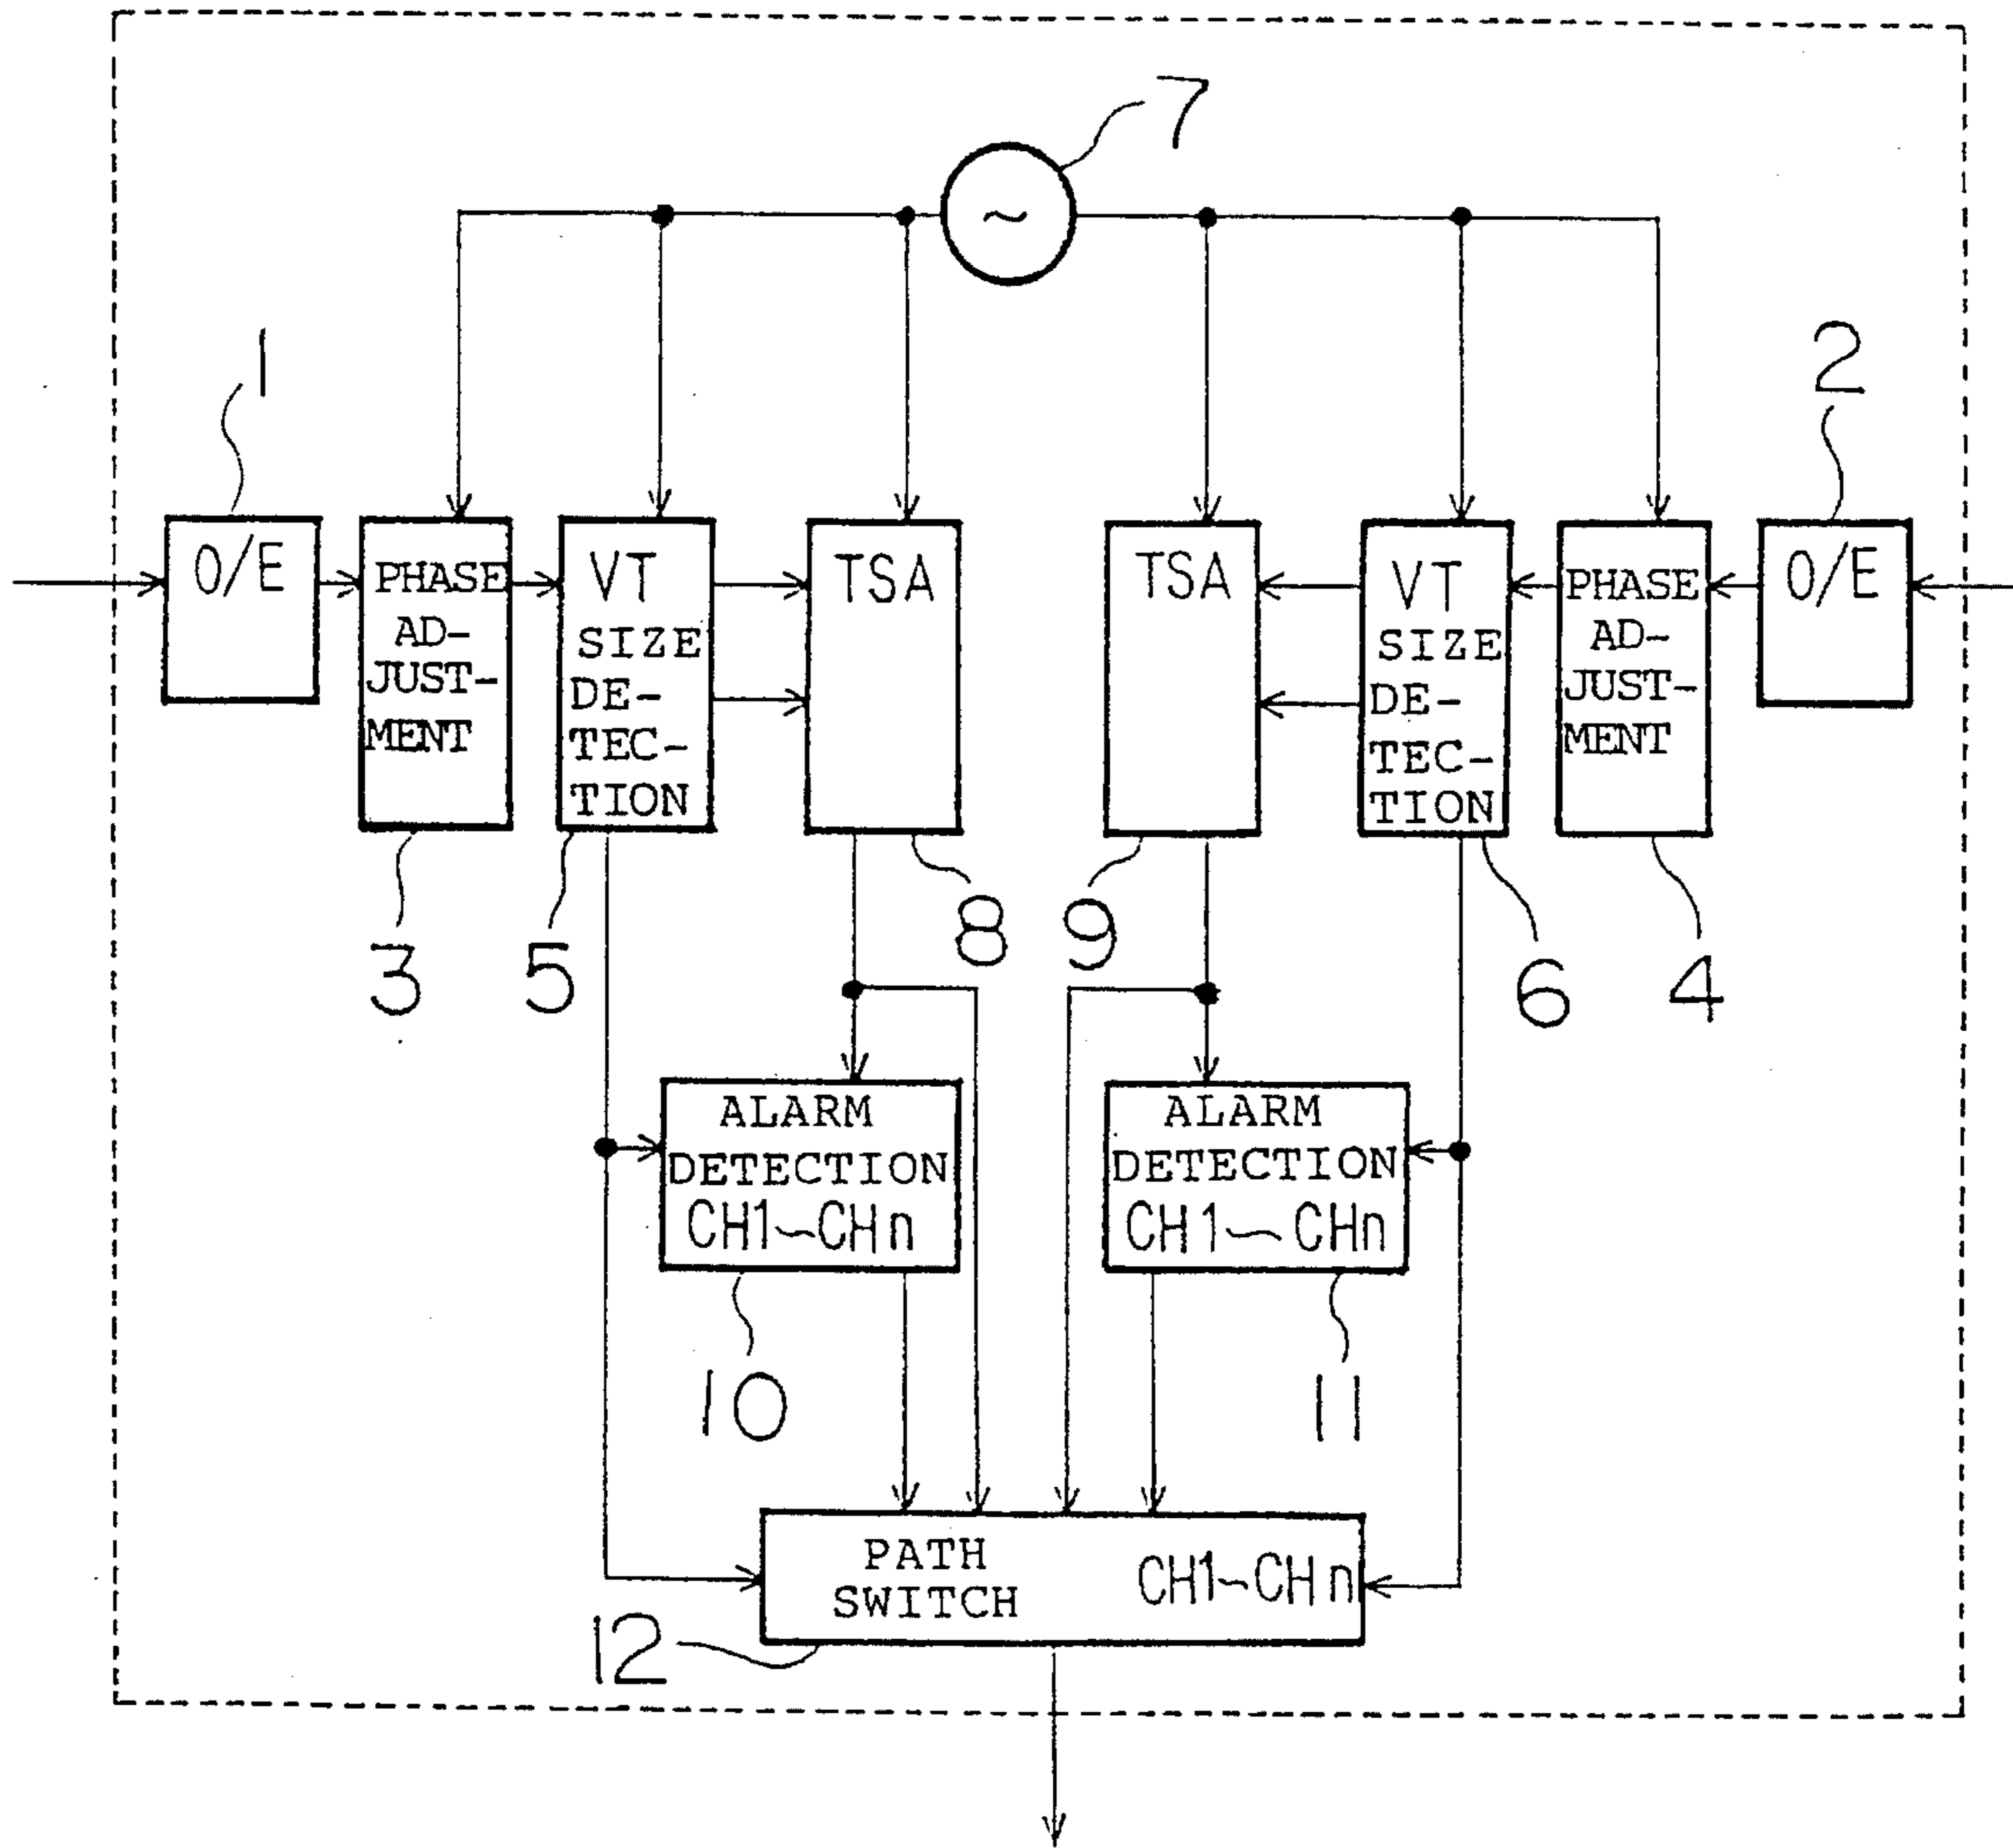 7
~
1
2
O/E
PHASE
AD-
JUST-
MENT
VT
SIZE
DE-
TEC-
TION
TSA
TSA
VT
SIZE
DE-
TEC-
TION
PHASE
AD-
JUST-
MENT
O/E
3
5
8
9
6
4
ALARM
DETECTION
CH1~CHn
ALARM
DETECTION
CH1~CHn
10
11
PATH
SWITCH
CH1~CHn
12